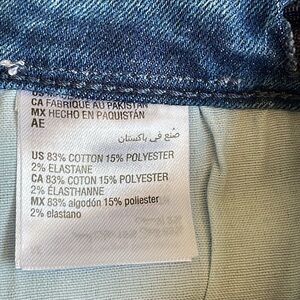 CA FABRIQUÉ AU PAKISTAN
MX HECHO EN PAQUISTÁN
AE
صنع في باكستان
US 83% COTTON 15% POLYESTER
2% ELASTANE
CA 83% COTON 15% POLYESTER
2% ÉLASTHANNE
MX 83% algodón 15% poliester
2% elastano